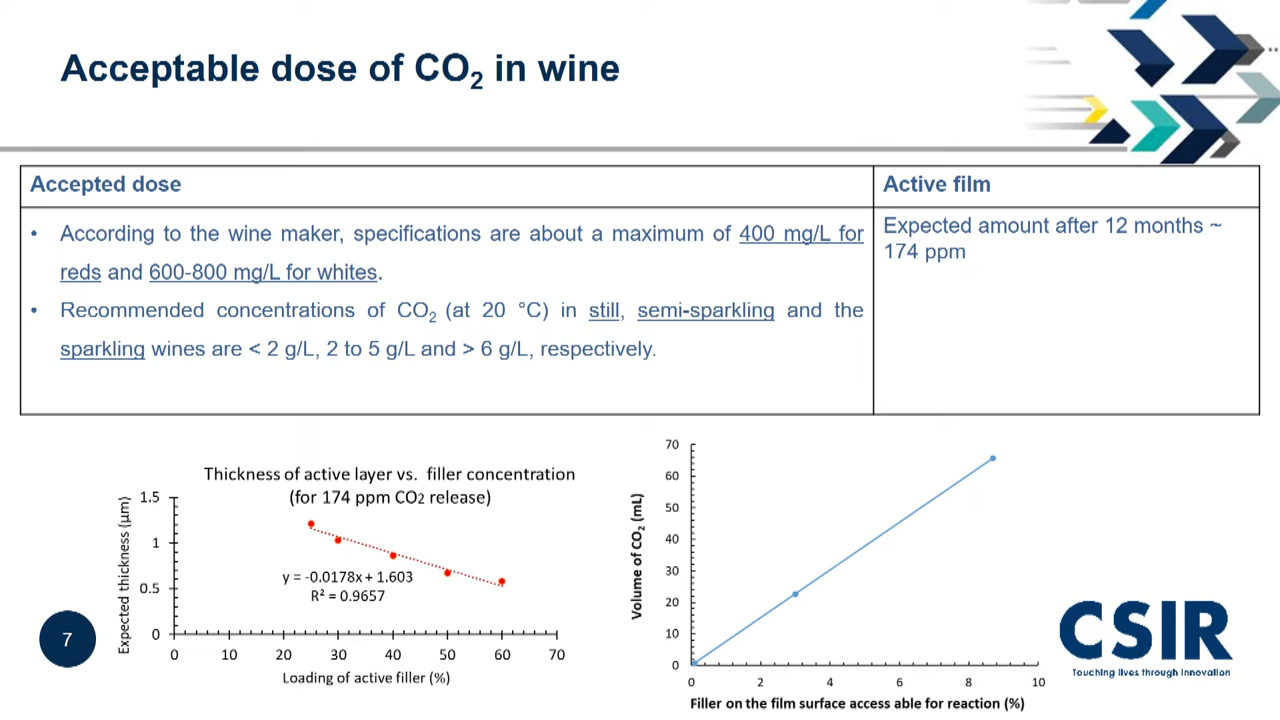 Acceptable dose of CO₂ in wine
Accepted dose
Active film
• According to the wine maker, specifications are about a maximum of 400 mg/L for
reds and 600-800 mg/L for whites.
• Recommended concentrations of CO₂ (at 20 °C) in still, semi-sparkling and the
sparkling wines are < 2 g/L, 2 to 5 g/L and > 6 g/L, respectively.
Expected amount after 12 months ~
174 ppm
Thickness of active layer vs. filler concentration
(for 174 ppm CO2 release)
Expected thickness (µm)
1.5
1
0.5
0
y = -0.0178x + 1.603
R² = 0.9657
0 10 20 30 40 50 60 70
Loading of active filler (%)
Volume of CO₂ (mL)
70
60
50
40
30
20
10
0
0 2 4 6 8 10
Filler on the film surface access able for reaction (%)
7
CSIR
Touching lives through innovation